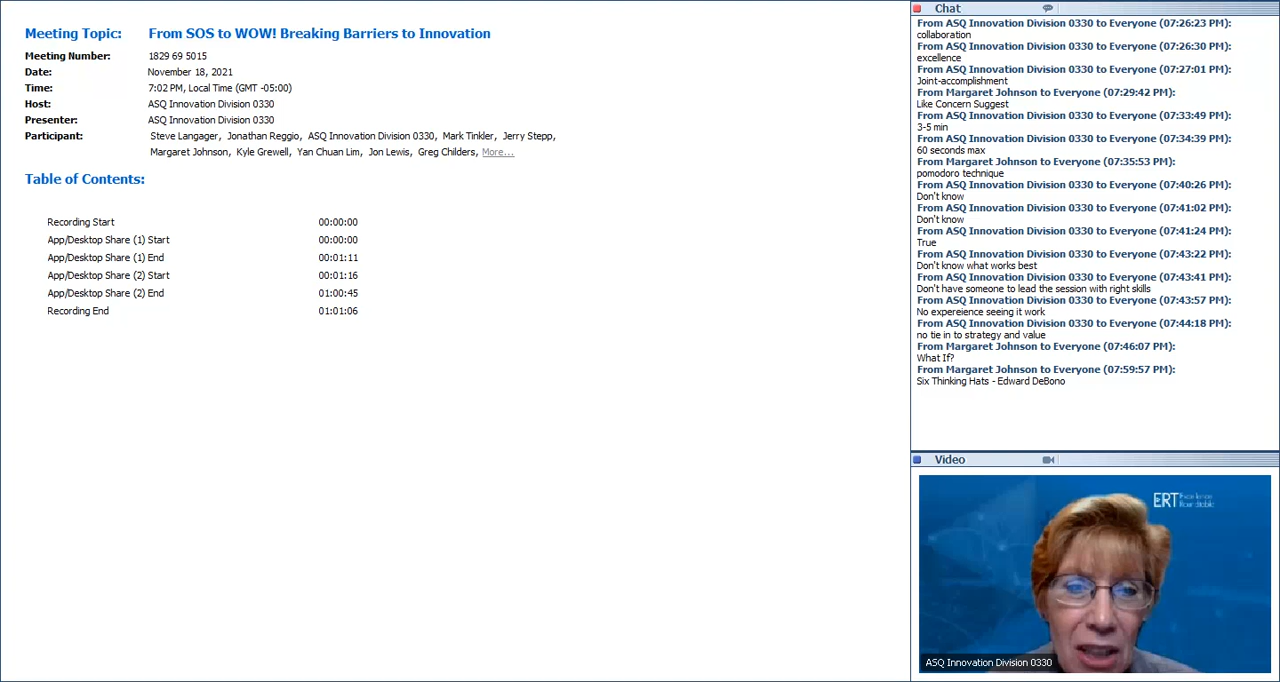 Meeting Topic: From SOS to WOW! Breaking Barriers to Innovation
Meeting Number: 1829 69 5015
Date: November 18, 2021
Time: 7:02 PM, Local Time (GMT -05:00)
Host: ASQ Innovation Division 0330
Presenter: ASQ Innovation Division 0330
Participant: Steve Langager, Jonathan Reggio, ASQ Innovation Division 0330, Mark Tinkler, Jerry Stepp,
Margaret Johnson, Kyle Grewell, Yan Chuan Lim, Jon Lewis, Greg Childers, More...
Table of Contents:
Recording Start 00:00:00
App/Desktop Share (1) Start 00:00:00
App/Desktop Share (1) End 00:01:11
App/Desktop Share (2) Start 00:01:16
App/Desktop Share (2) End 01:00:45
Recording End 01:01:06
Chat
From ASQ Innovation Division 0330 to Everyone (07:26:23 PM):
collaboration
From ASQ Innovation Division 0330 to Everyone (07:26:30 PM):
excellence
From ASQ Innovation Division 0330 to Everyone (07:27:01 PM):
Joint-accomplishment
From Margaret Johnson to Everyone (07:29:42 PM):
Like Concern Suggest
From ASQ Innovation Division 0330 to Everyone (07:33:49 PM):
3-5 min
From ASQ Innovation Division 0330 to Everyone (07:34:39 PM):
60 seconds max
From Margaret Johnson to Everyone (07:35:53 PM):
pomodoro technique
From ASQ Innovation Division 0330 to Everyone (07:40:26 PM):
Don't know
From ASQ Innovation Division 0330 to Everyone (07:41:02 PM):
Don't know
From ASQ Innovation Division 0330 to Everyone (07:41:24 PM):
True
From ASQ Innovation Division 0330 to Everyone (07:43:22 PM):
Don't know what works best
From ASQ Innovation Division 0330 to Everyone (07:43:41 PM):
Don't have someone to lead the session with right skills
From ASQ Innovation Division 0330 to Everyone (07:43:57 PM):
No expereience seeing it work
From ASQ Innovation Division 0330 to Everyone (07:44:18 PM):
no tie in to strategy and value
From Margaret Johnson to Everyone (07:46:07 PM):
What If?
From Margaret Johnson to Everyone (07:59:57 PM):
Six Thinking Hats - Edward DeBono
Video
ERT
ASQ Innovation Division 0330